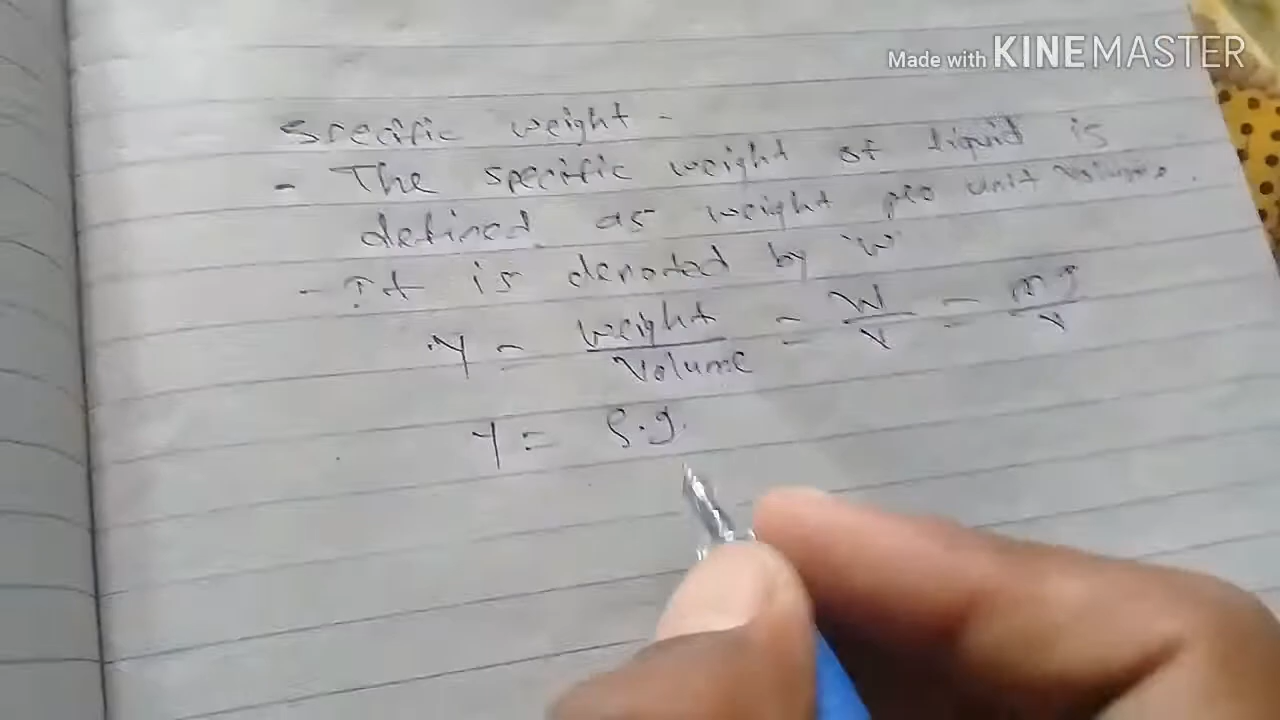 Made with KINEMASTER
Specific weight -
- The specific weight of liquid is
defined as weight per unit volume.
- It is denoted by 'w'
γ = weight/Volume = W/V = mg/V
γ = ρ.g.